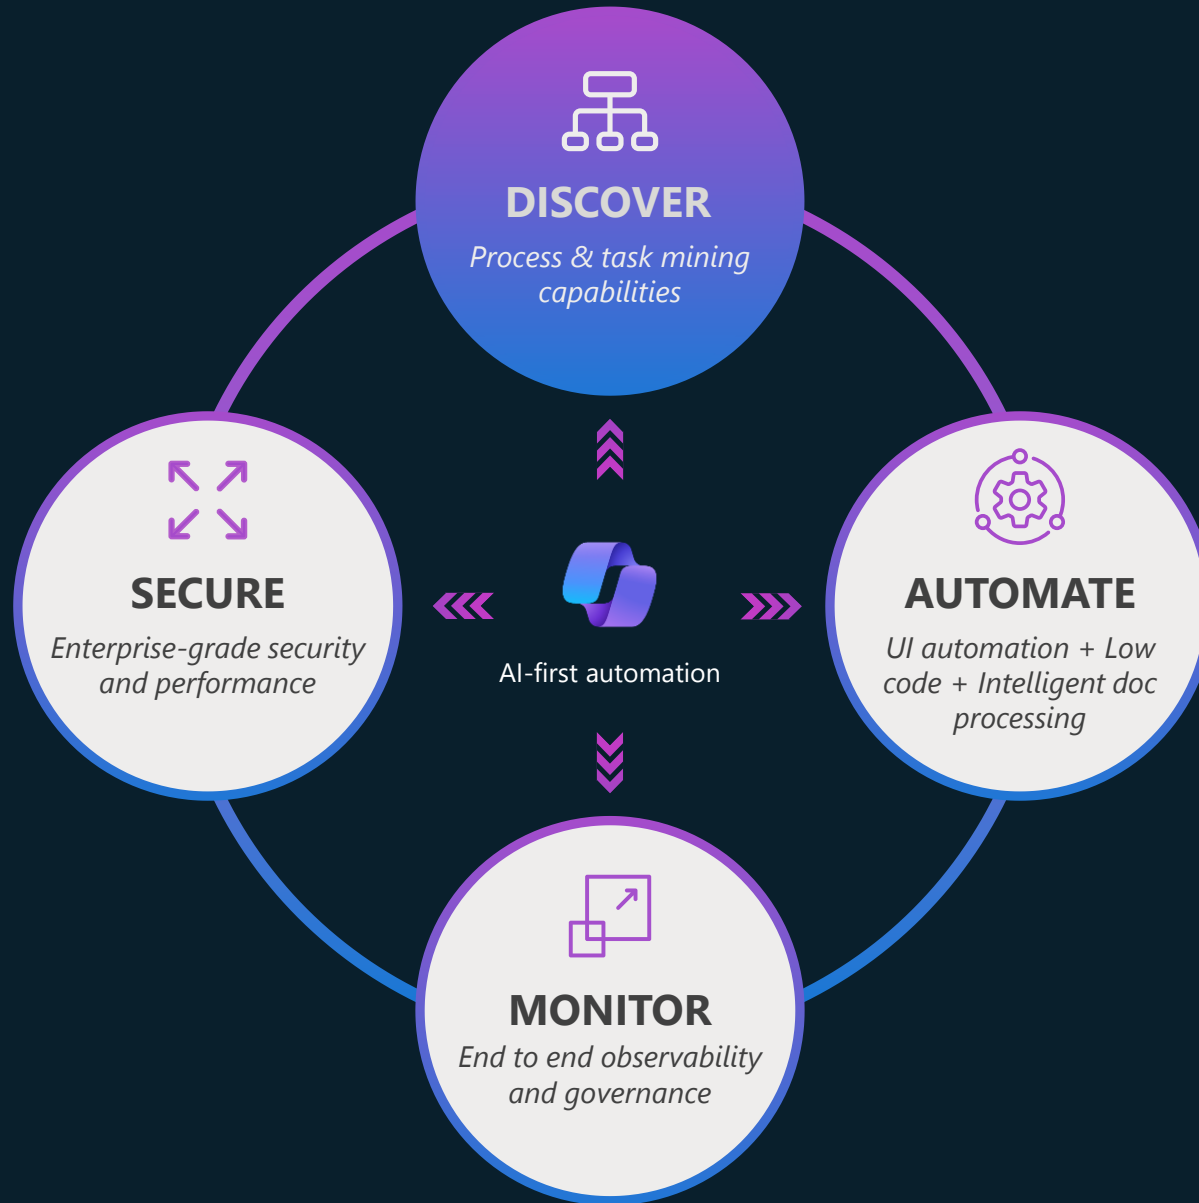 DISCOVER
Process & task mining
capabilities
SECURE
Enterprise-grade security
and performance
AI-first automation
AUTOMATE
UI automation + Low
code + Intelligent doc
processing
MONITOR
End to end observability
and governance